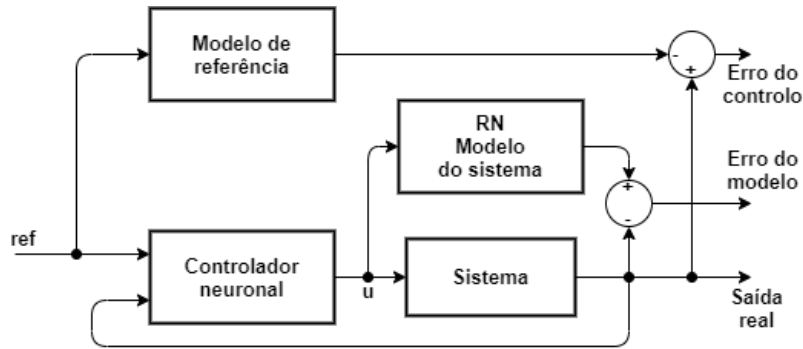 Modelo de
referência
-
+
Erro do
controlo
RN
Modelo
do sistema
+
-
Erro do
modelo
ref
Controlador
neuronal
u
Sistema
Saída
real